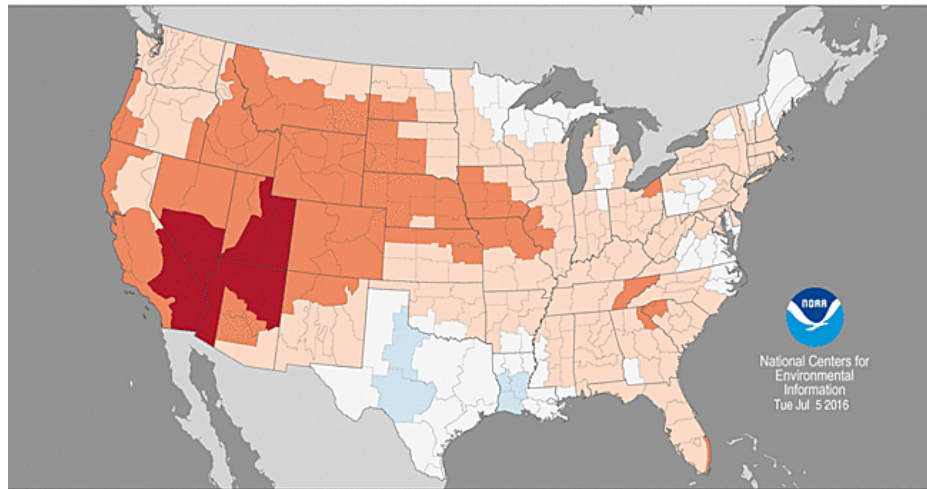 NOAA
National Centers for
Environmental
Information
Tue Jul 5 2016